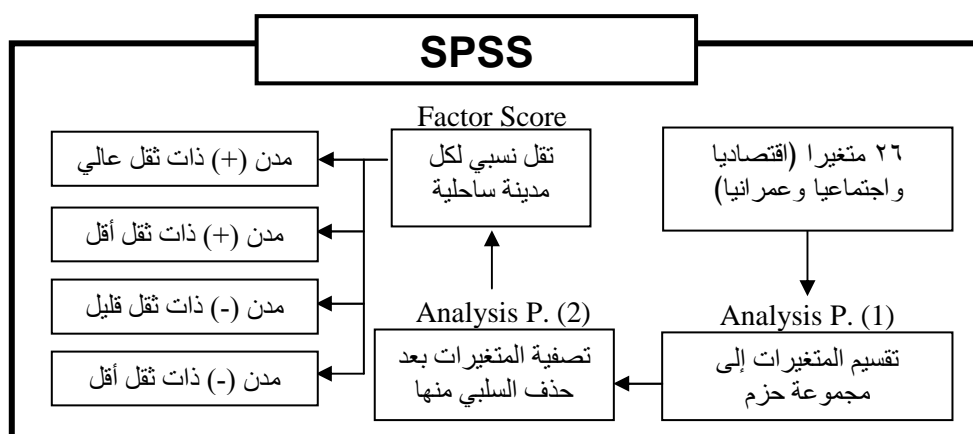 SPSS
٢٦ متغيرا (اقتصاديا
واجتماعيا وعمرانيا)
Analysis P. (1)
تقسيم المتغيرات إلى
مجموعة حزم
Analysis P. (2)
تصفية المتغيرات بعد
حذف السلبي منها
Factor Score
تقل نسبي لكل
مدينة ساحلية
مدن (+) ذات ثقل عالي
مدن (+) ذات ثقل أقل
مدن (-) ذات ثقل قليل
مدن (-) ذات ثقل أقل